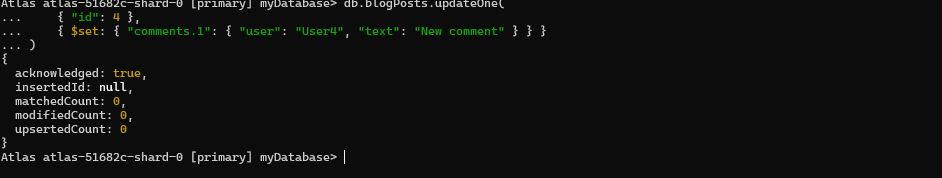 Atlas atlas-51682c-shard-0 [primary] myDatabase> db.blogPosts.updateOne(
...     { "id": 4 },
...     { $set: { "comments.1": { "user": "User4", "text": "New comment" } } }
... )
{
  acknowledged: true,
  insertedId: null,
  matchedCount: 0,
  modifiedCount: 0,
  upsertedCount: 0
}
Atlas atlas-51682c-shard-0 [primary] myDatabase>